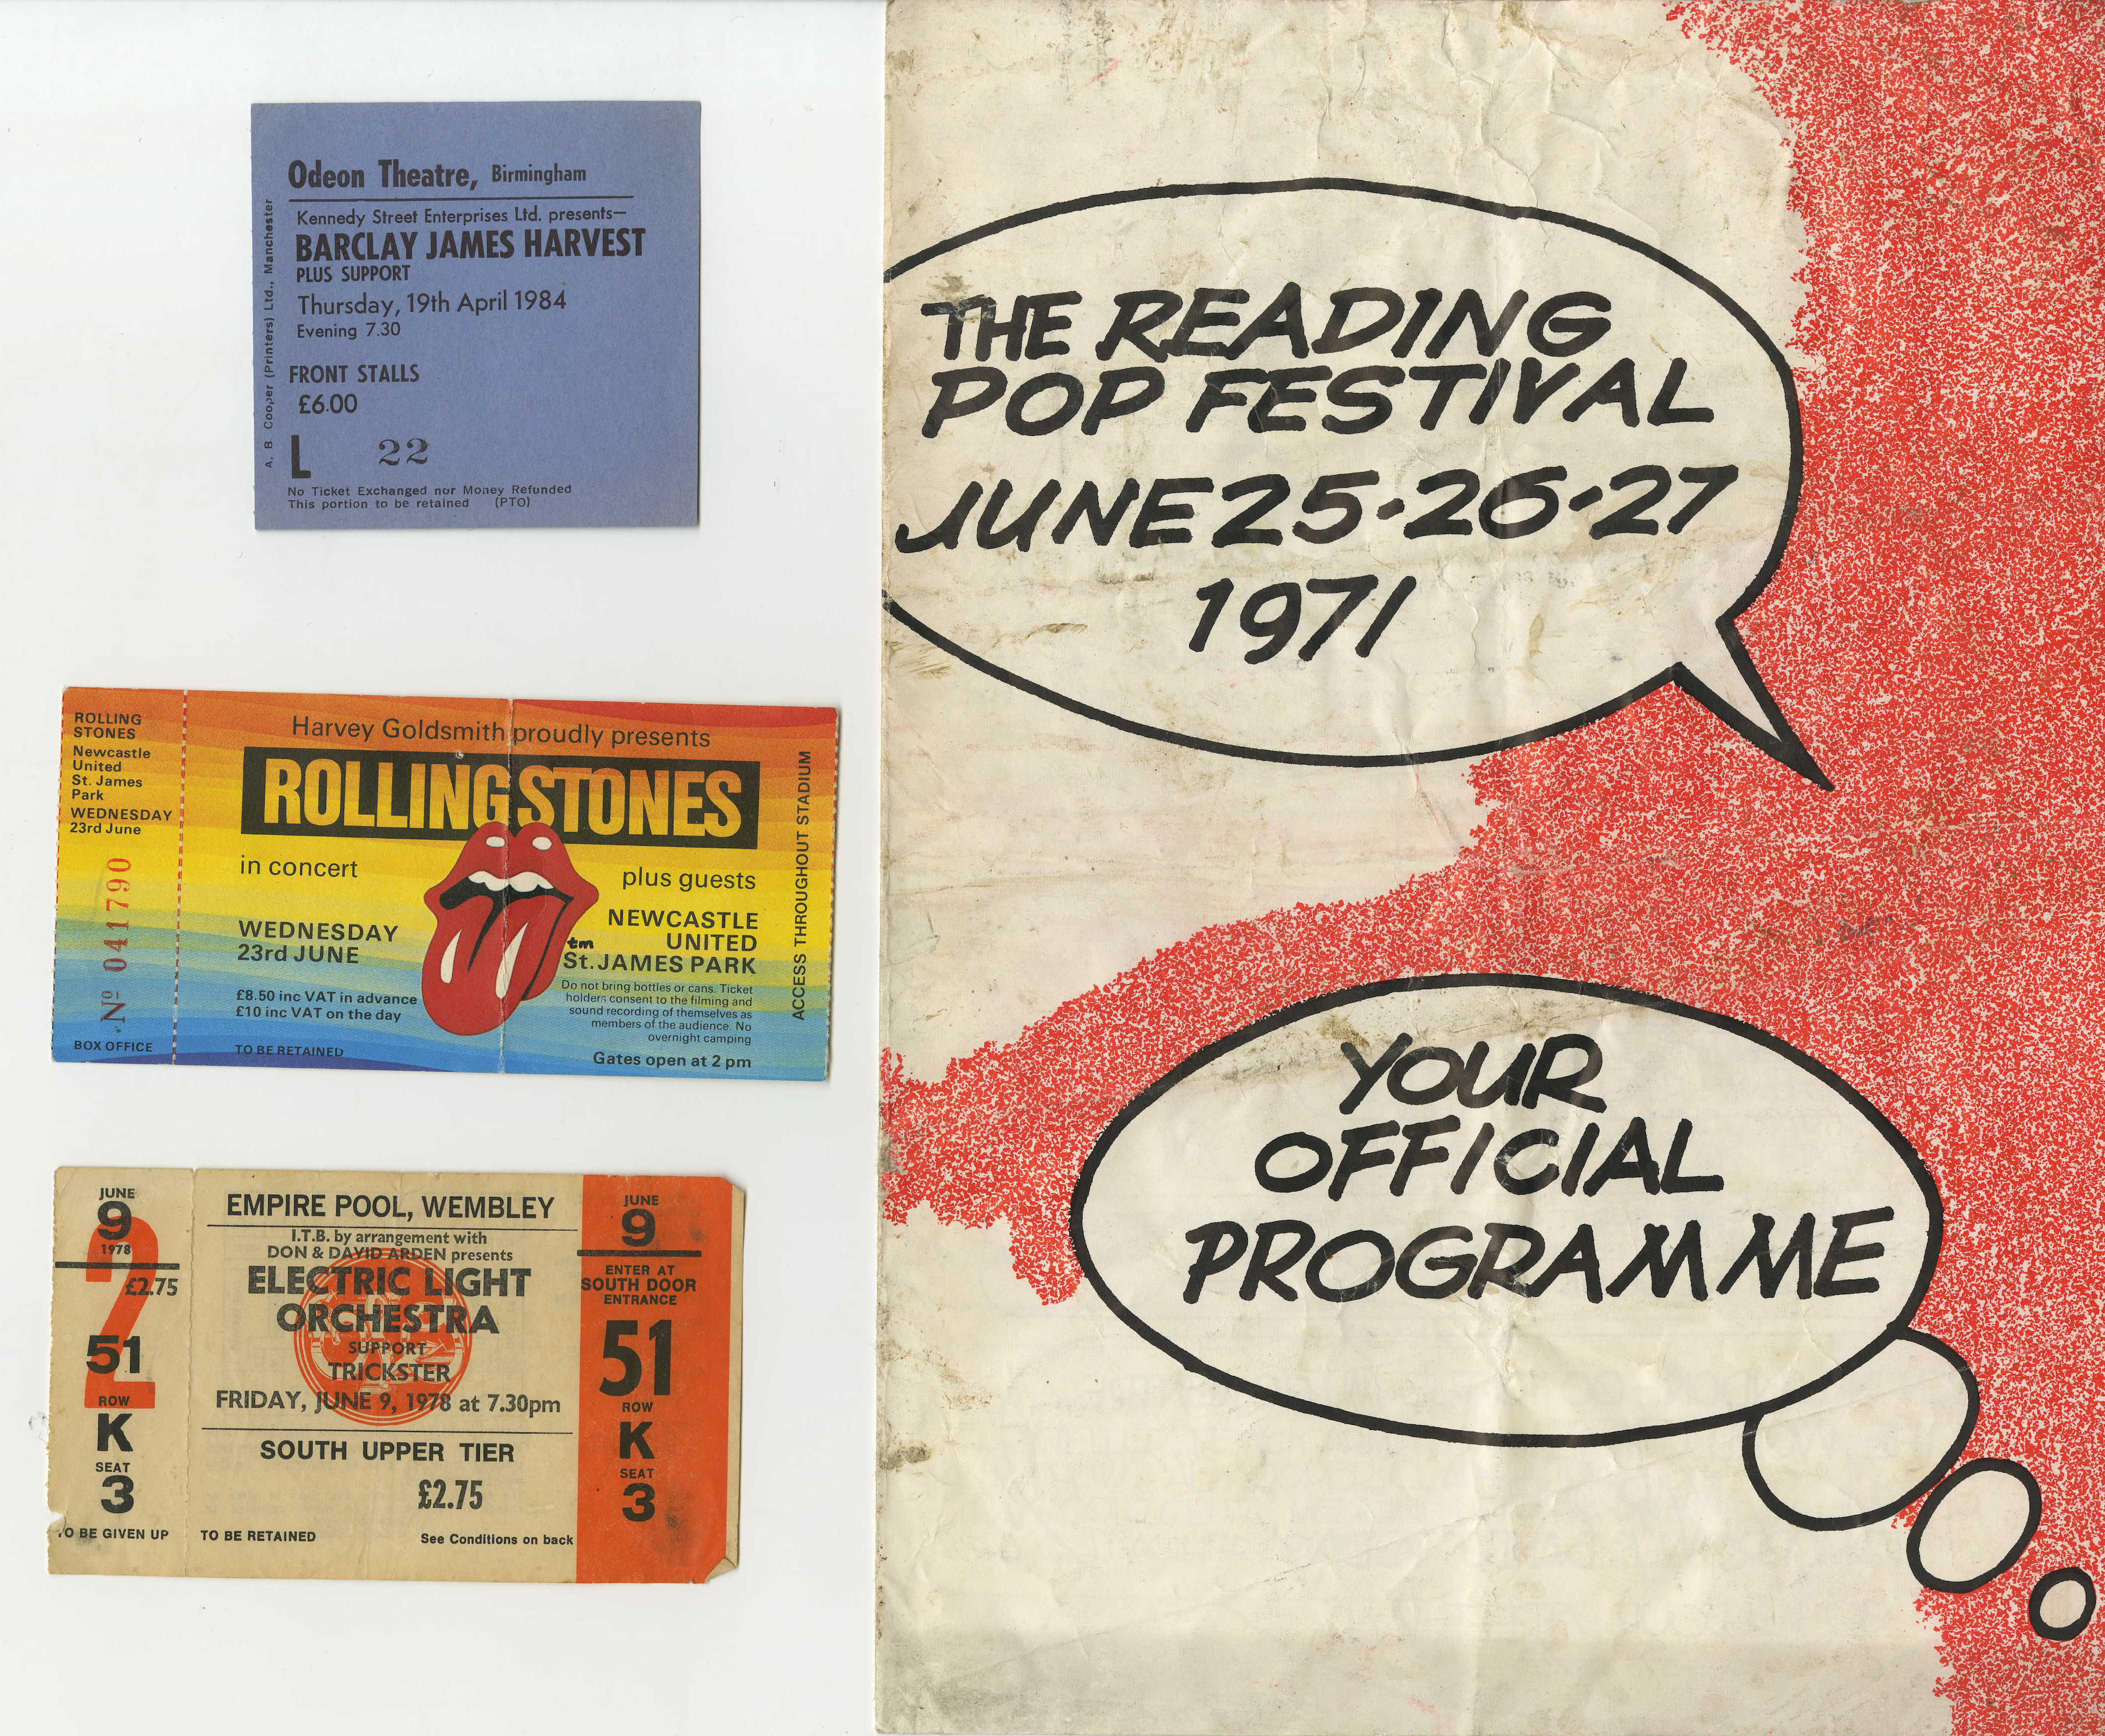 Odeon Theatre, Birmingham
Kennedy Street Enterprises Ltd. presents—
BARCLAY JAMES HARVEST
PLUS SUPPORT
Thursday, 19th April 1984
Evening 7.30
FRONT STALLS
£6.00
L 22
No Ticket Exchanged nor Money Refunded
This portion to be retained (PTO)
A. B Cooper (Printers) Ltd., Manchester
ROLLING
STONES
Newcastle
United
St. James
Park
WEDNESDAY
23rd June
Nº 041790
BOX OFFICE
Harvey Goldsmith proudly presents
ROLLING STONES
in concert
plus guests
WEDNESDAY
23rd JUNE
£8.50 inc VAT in advance
£10 inc VAT on the day
TO BE RETAINED
tm
NEWCASTLE
UNITED
St. JAMES PARK
Do not bring bottles or cans. Ticket
holders consent to the filming and
sound recording of themselves as
members of the audience. No
overnight camping
Gates open at 2 pm
ACCESS THROUGHOUT STADIUM
JUNE
9
1978
2
£2.75
51
ROW
K
SEAT
3
TO BE GIVEN UP
EMPIRE POOL, WEMBLEY
I.T.B. by arrangement with
DON & DAVID ARDEN presents
ELECTRIC LIGHT
ORCHESTRA
SUPPORT
TRICKSTER
FRIDAY, JUNE 9, 1978 at 7.30pm
SOUTH UPPER TIER
£2.75
TO BE RETAINED See Conditions on back
JUNE
9
ENTER AT
SOUTH DOOR
ENTRANCE
51
ROW
K
SEAT
3
THE READING
POP FESTIVAL
JUNE 25·26·27
1971
YOUR
OFFICIAL
PROGRAMME